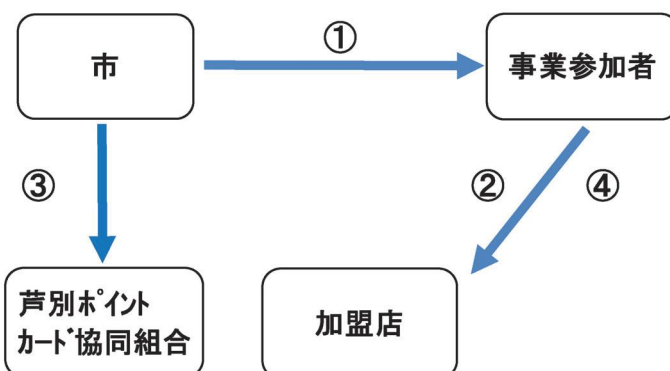 ①
市
事業参加者
③
②
④
芦別ポイント
カード協同組合
加盟店